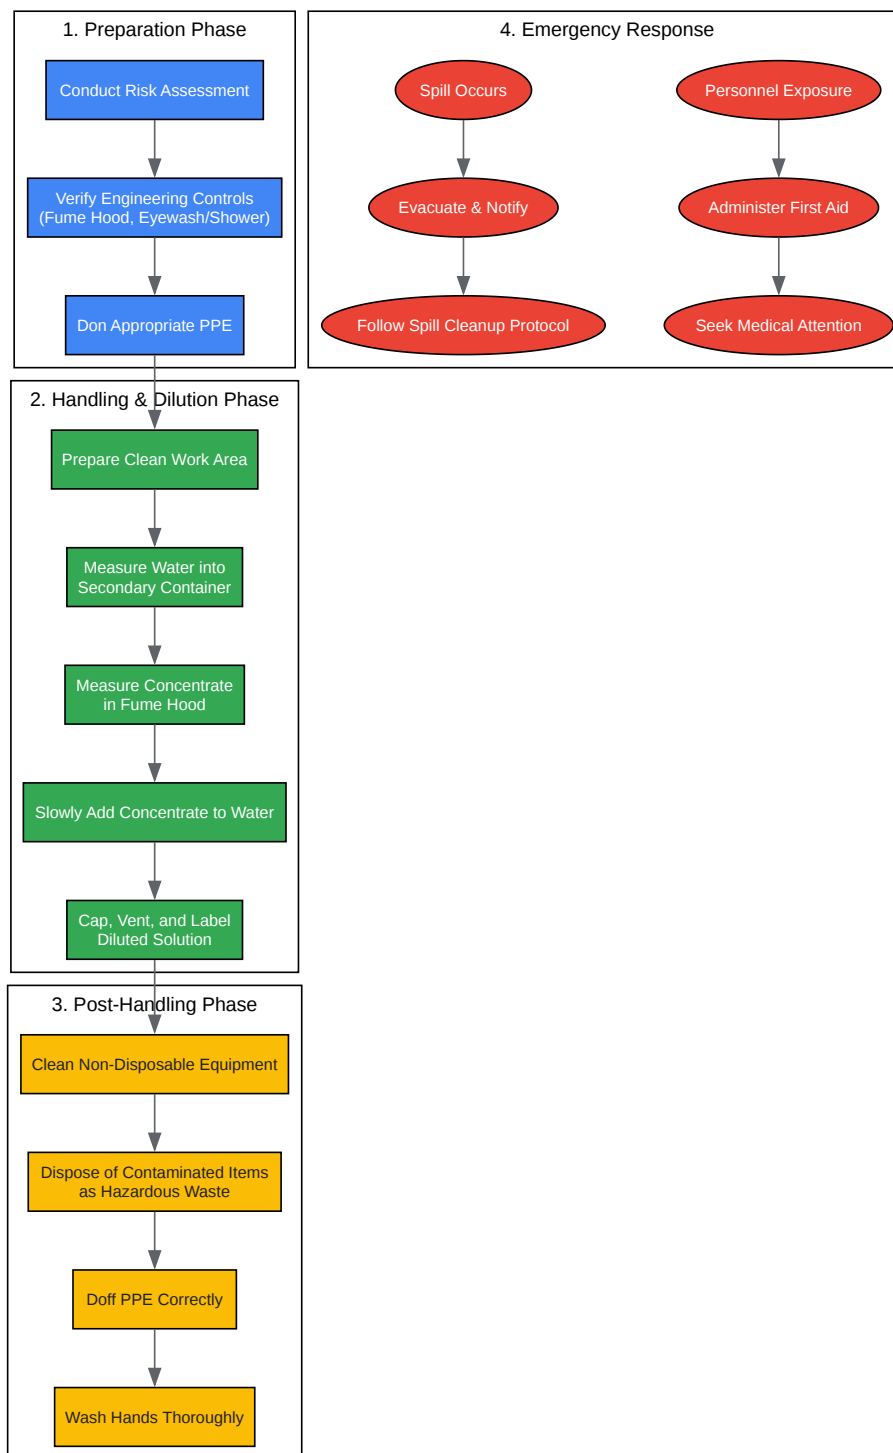 1. Preparation Phase
Conduct Risk Assessment
Verify Engineering Controls
(Fume Hood, Eyewash/Shower)
Don Appropriate PPE
4. Emergency Response
Spill Occurs
Evacuate & Notify
Follow Spill Cleanup Protocol
Personnel Exposure
Administer First Aid
Seek Medical Attention
2. Handling & Dilution Phase
Prepare Clean Work Area
Measure Water into
Secondary Container
Measure Concentrate
in Fume Hood
Slowly Add Concentrate to Water
Cap, Vent, and Label
Diluted Solution
3. Post-Handling Phase
Clean Non-Disposable Equipment
Dispose of Contaminated Items
as Hazardous Waste
Doff PPE Correctly
Wash Hands Thoroughly